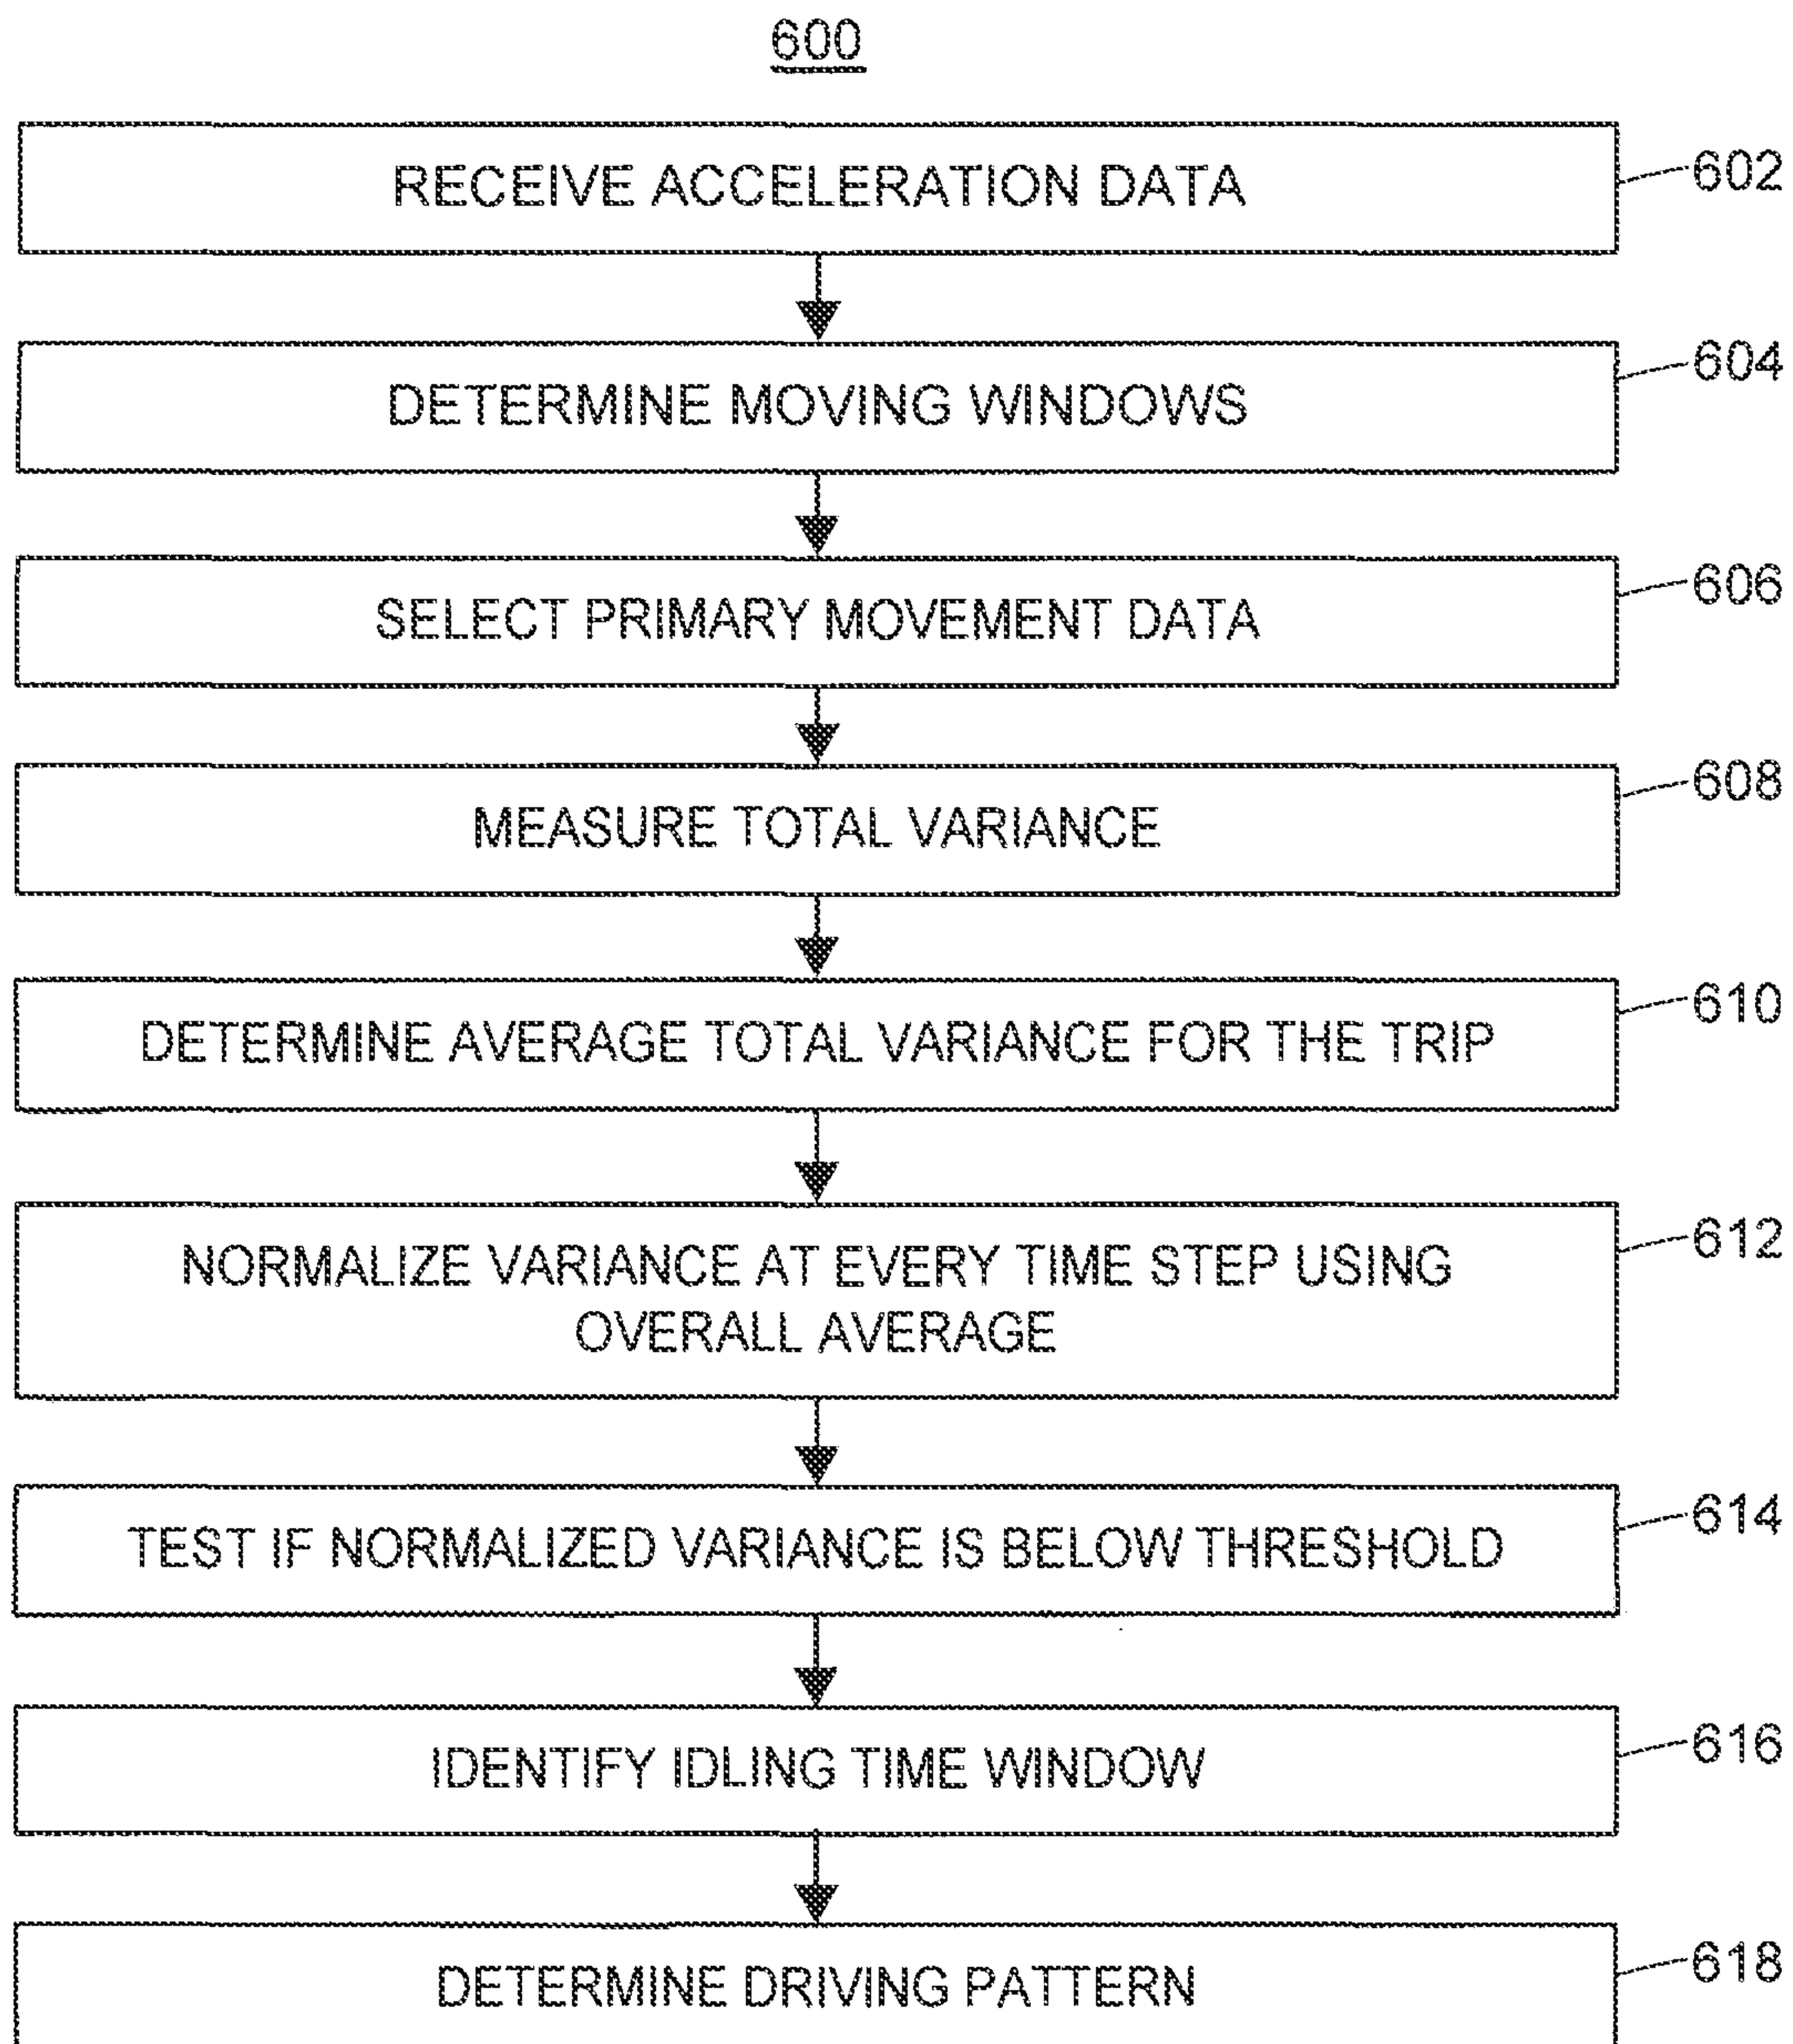 600
RECEIVE ACCELERATION DATA
602
DETERMINE MOVING WINDOWS
604
SELECT PRIMARY MOVEMENT DATA
606
MEASURE TOTAL VARIANCE
608
DETERMINE AVERAGE TOTAL VARIANCE FOR THE TRIP
610
NORMALIZE VARIANCE AT EVERY TIME STEP USING
OVERALL AVERAGE
612
TEST IF NORMALIZED VARIANCE IS BELOW THRESHOLD
614
IDENTIFY IDLING TIME WINDOW
616
DETERMINE DRIVING PATTERN
618